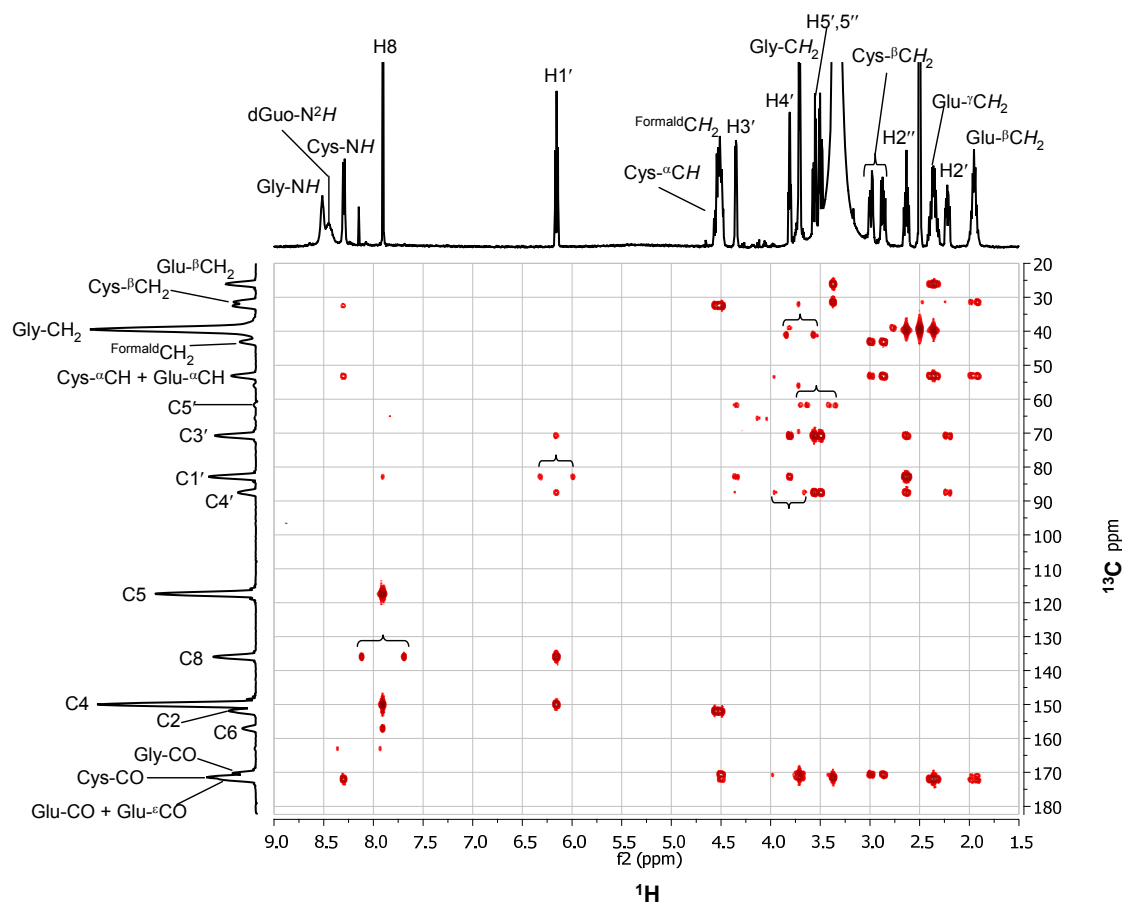 H5′,5′′
H8
Gly-CH₂
Cys-ᵝCH₂
H1′
dGuo-N²H
H4′
Glu-ᵞCH₂
Cys-NH
ᶠᵒʳᵐᵃˡᵈCH₂
H3′
H2′′
Glu-ᵝCH₂
Gly-NH
Cys-ᵅCH
H2′
Glu-ᵝCH₂
Cys-ᵝCH₂
Gly-CH₂
ᶠᵒʳᵐᵃˡᵈCH₂
Cys-ᵅCH + Glu-ᵅCH
C5′
C3′
C1′
C4′
C5
C8
C4
C2
C6
Gly-CO
Cys-CO
Glu-CO + Glu-ᵋCO
20
30
40
50
60
70
80
90
100
110
120
130
140
150
160
170
180
¹³C ppm
9.0 8.5 8.0 7.5 7.0 6.5 6.0 5.5 5.0 4.5 4.0 3.5 3.0 2.5 2.0 1.5
f2 (ppm)
¹H